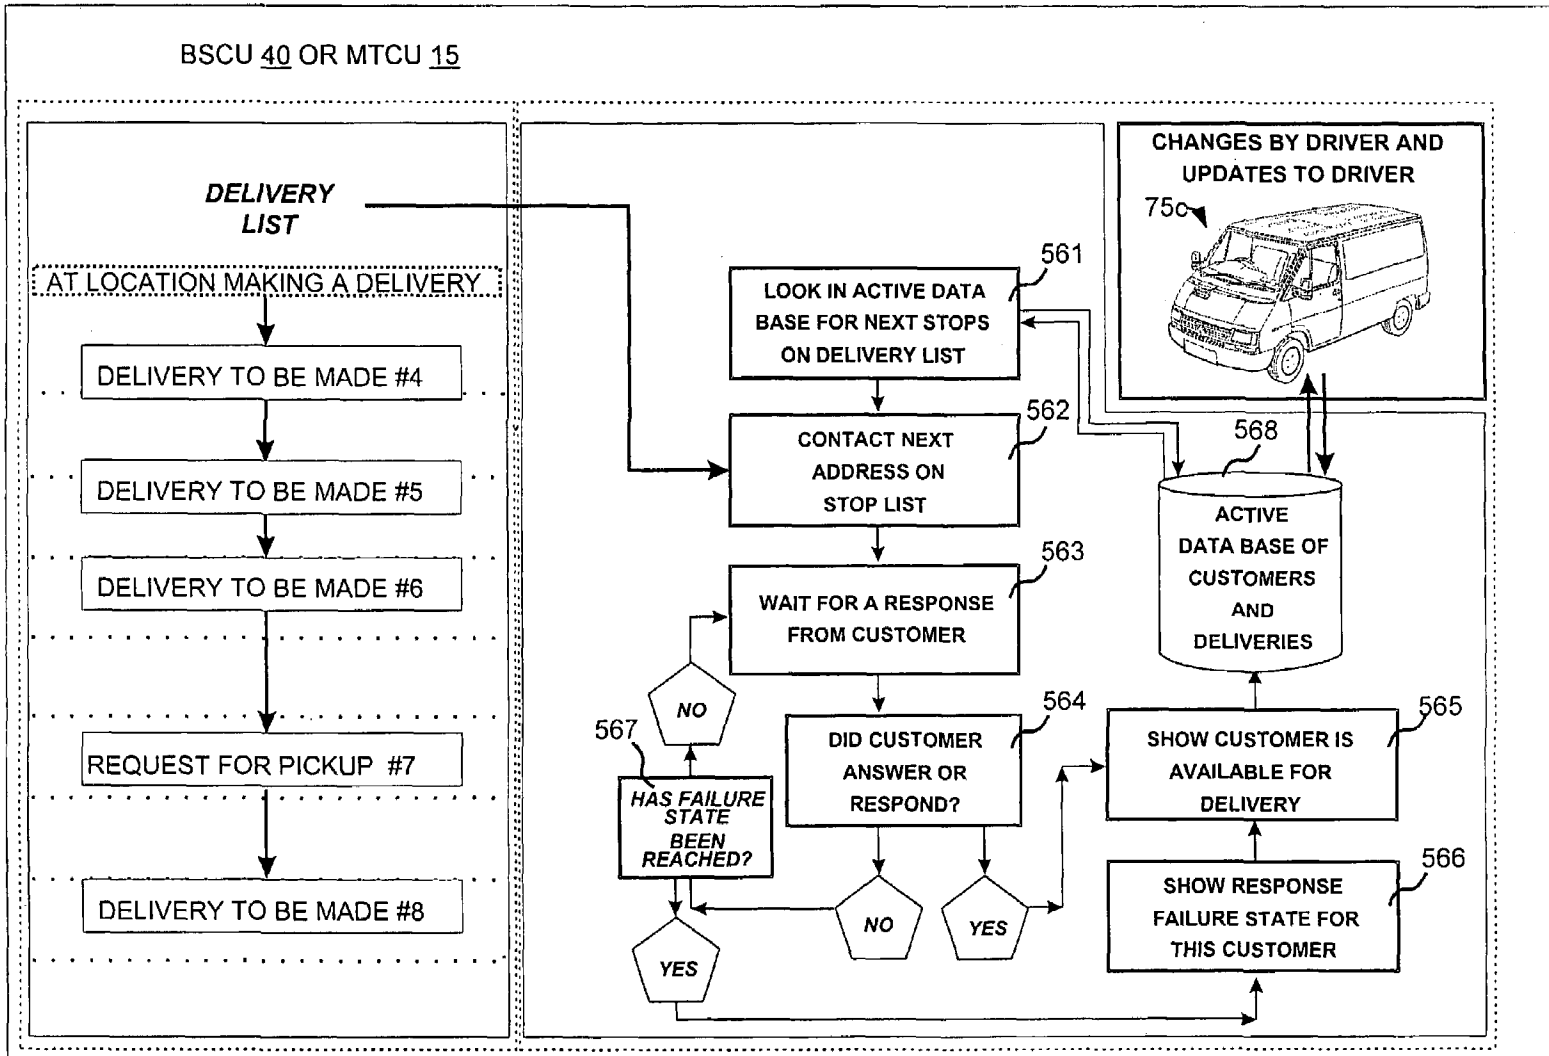 BSCU 40 OR MTCU 15
DELIVERY
LIST
AT LOCATION MAKING A DELIVERY
DELIVERY TO BE MADE #4
DELIVERY TO BE MADE #5
DELIVERY TO BE MADE #6
REQUEST FOR PICKUP #7
DELIVERY TO BE MADE #8
561
LOOK IN ACTIVE DATA
BASE FOR NEXT STOPS
ON DELIVERY LIST
562
CONTACT NEXT
ADDRESS ON
STOP LIST
563
WAIT FOR A RESPONSE
FROM CUSTOMER
NO
564
DID CUSTOMER
ANSWER OR
RESPOND?
567
HAS FAILURE
STATE
BEEN
REACHED?
NO
YES
YES
CHANGES BY DRIVER AND
UPDATES TO DRIVER
75c
568
ACTIVE
DATA BASE OF
CUSTOMERS
AND
DELIVERIES
565
SHOW CUSTOMER IS
AVAILABLE FOR
DELIVERY
566
SHOW RESPONSE
FAILURE STATE FOR
THIS CUSTOMER